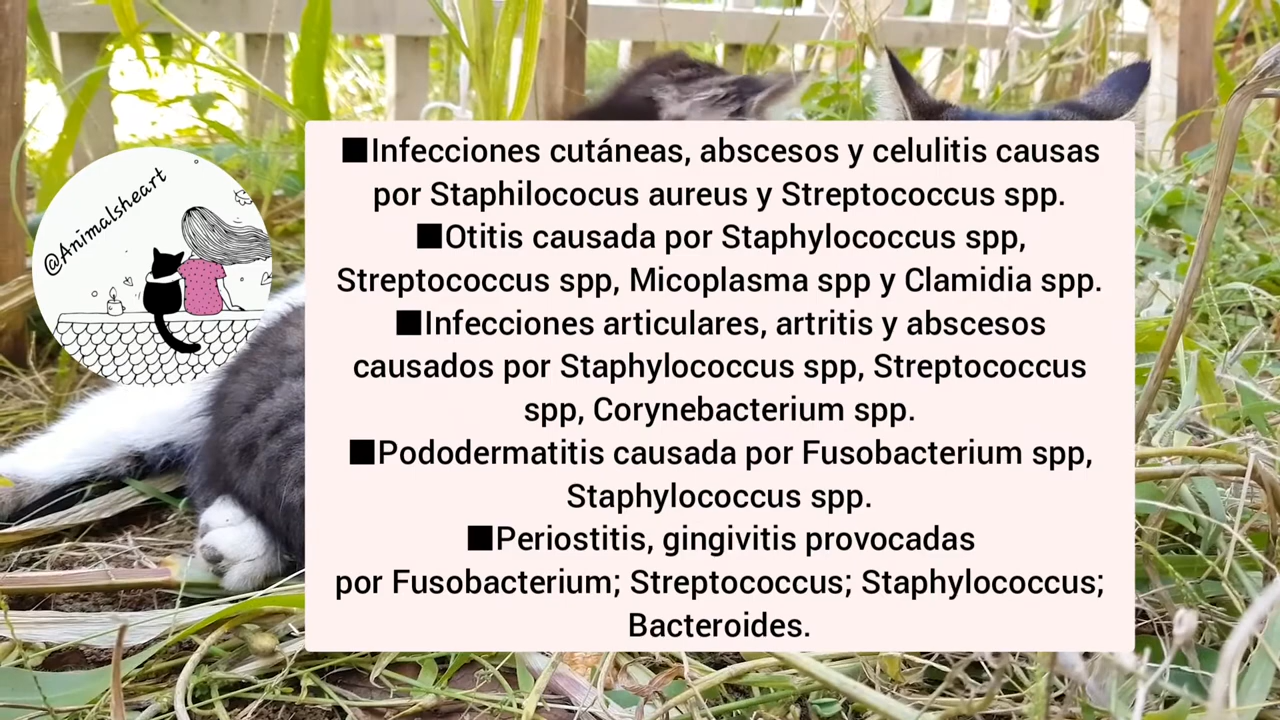 @Animalsheart
■Infecciones cutáneas, abscesos y celulitis causas
por Staphilococus aureus y Streptococcus spp.
■Otitis causada por Staphylococcus spp,
Streptococcus spp, Micoplasma spp y Clamidia spp.
■Infecciones articulares, artritis y abscesos
causados por Staphylococcus spp, Streptococcus
spp, Corynebacterium spp.
■Pododermatitis causada por Fusobacterium spp,
Staphylococcus spp.
■Periostitis, gingivitis provocadas
por Fusobacterium; Streptococcus; Staphylococcus;
Bacteroides.